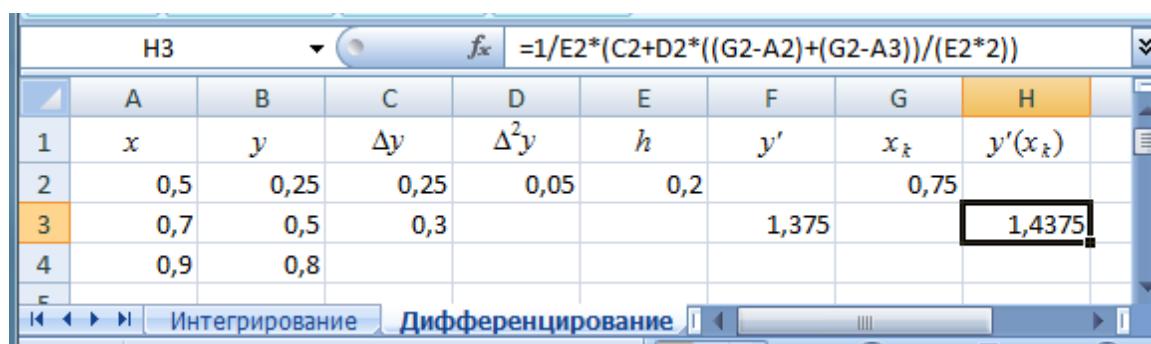 H3 fx =1/E2*(C2+D2*((G2-A2)+(G2-A3))/(E2*2))
A B C D E F G H
1 x y Δy Δ²y h y′ xₖ y′(xₖ)
2 0,5 0,25 0,25 0,05 0,2 0,75
3 0,7 0,5 0,3 1,375 1,4375
4 0,9 0,8
5
Интегрирование Дифференцирование